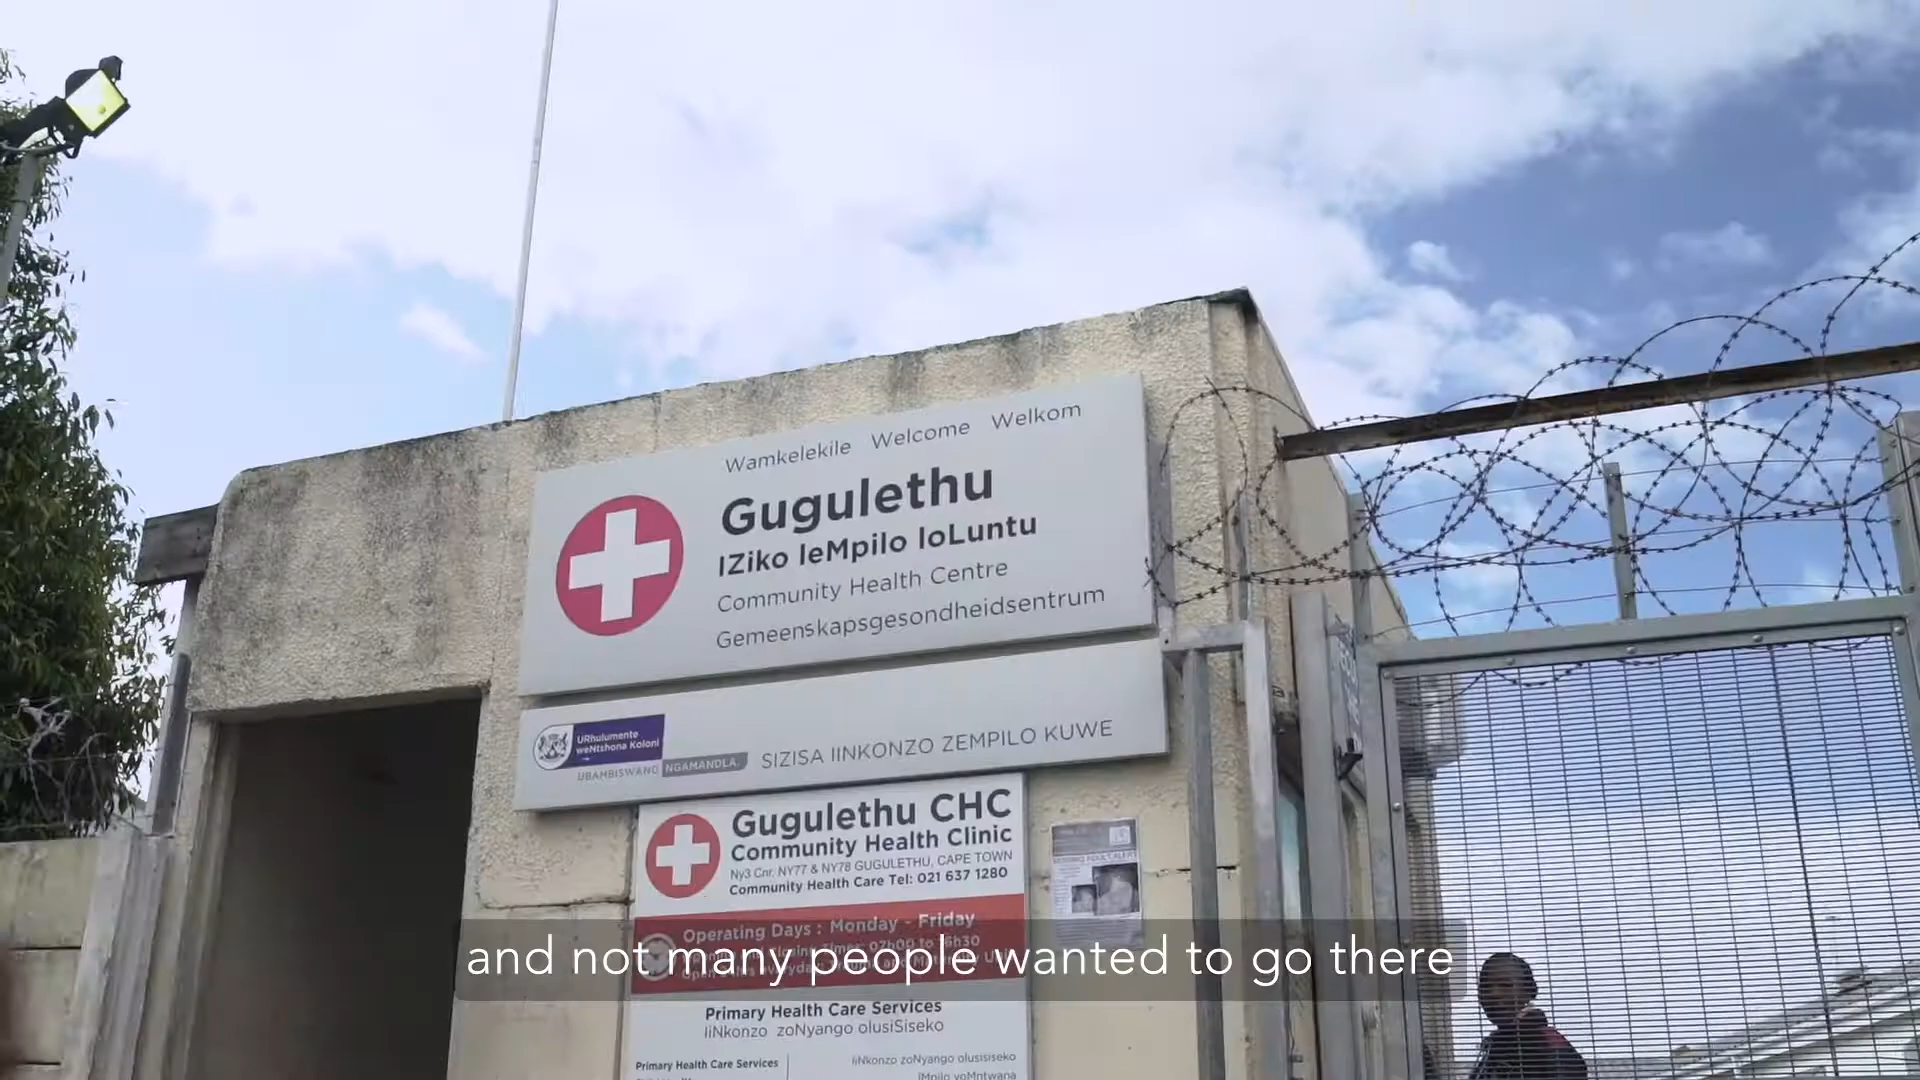 Wamkelekile Welcome Welkom
Gugulethu
IZiko leMpilo loLuntu
Community Health Centre
Gemeenskapsgesondheidsentrum
URhulumente
weNtshona Koloni
UBAMBISWANO NGAMANDLA.
SIZISA IINKONZO ZEMPILO KUWE
Gugulethu CHC
Community Health Clinic
Ny3 Cnr. NY77 & NY78 GUGULETHU, CAPE TOWN
Community Health Care Tel: 021 637 1280
Operating Days : Monday - Friday
MISSING ADULT ALERT
and not many people wanted to go there
Primary Health Care Services
IiNkonzo zoNyango olusiSiseko
Primary Health Care Services
IiNkonzo zoNyango olusisiseko